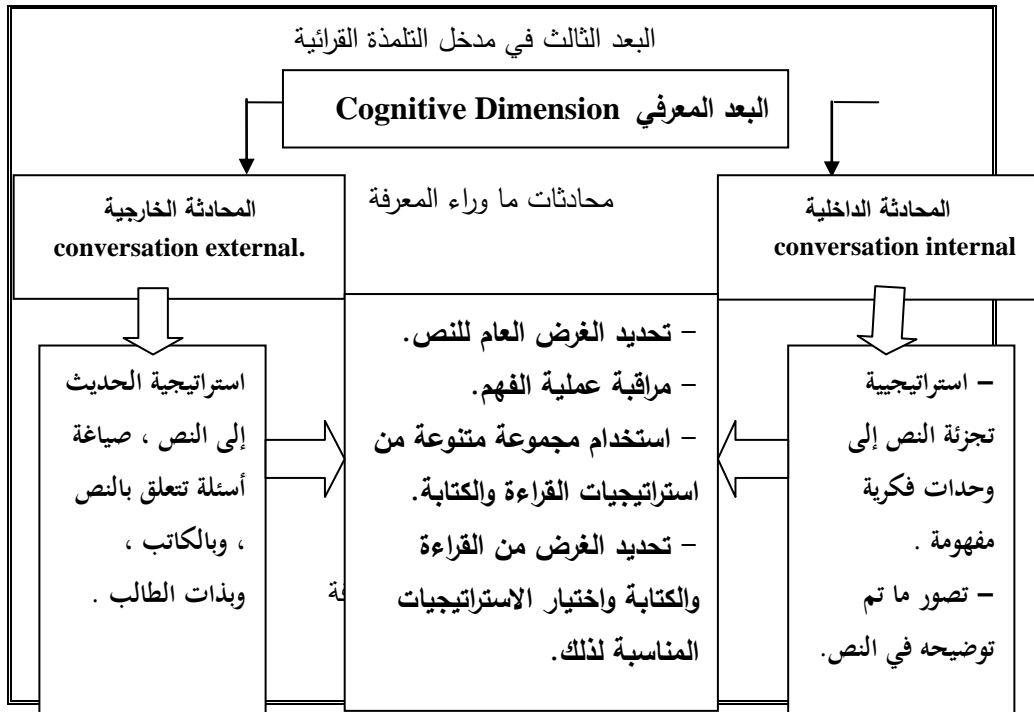 البعد الثالث في مدخل التلمذة القرائية
البعد المعرفي Cognitive Dimension
محادثات ما وراء المعرفة
المحادثة الداخلية
conversation internal
المحادثة الخارجية
conversation external.
– استراتيجيية
تجزئة النص إلى
وحدات فكرية
مفهومة .
– تصور ما تم
توضيحه في النص.
– تحديد الغرض العام للنص.
– مراقبة عملية الفهم.
– استخدام مجموعة متنوعة من
استراتيجيات القراءة والكتابة.
– تحديد الغرض من القراءة
والكتابة واختيار الاستراتيجيات
المناسبة لذلك.
استراتيجية الحديث
إلى النص ، صياغة
أسئلة تتعلق بالنص
، وبالكاتب ،
وبذات الطالب .